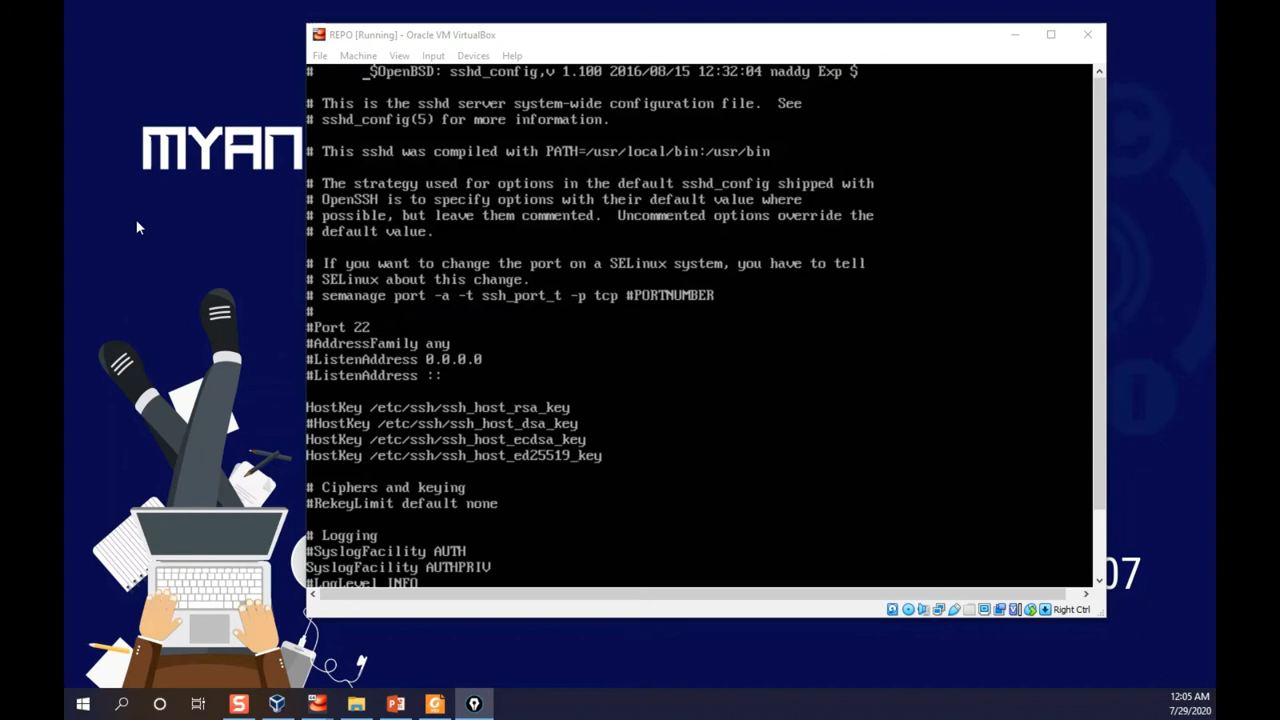 REPO [Running] - Oracle VM VirtualBox
File Machine View Input Devices Help
# $OpenBSD: sshd_config,v 1.100 2016/08/15 12:32:04 naddy Exp $
# This is the sshd server system-wide configuration file. See
# sshd_config(5) for more information.
# This sshd was compiled with PATH=/usr/local/bin:/usr/bin
# The strategy used for options in the default sshd_config shipped with
# OpenSSH is to specify options with their default value where
# possible, but leave them commented. Uncommented options override the
# default value.
# If you want to change the port on a SELinux system, you have to tell
# SELinux about this change.
# semanage port -a -t ssh_port_t -p tcp #PORTNUMBER
#
#Port 22
#AddressFamily any
#ListenAddress 0.0.0.0
#ListenAddress ::
HostKey /etc/ssh/ssh_host_rsa_key
#HostKey /etc/ssh/ssh_host_dsa_key
HostKey /etc/ssh/ssh_host_ecdsa_key
HostKey /etc/ssh/ssh_host_ed25519_key
# Ciphers and keying
#RekeyLimit default none
# Logging
#SyslogFacility AUTH
SyslogFacility AUTHPRIV
#LogLevel INFO
Right Ctrl
MYAN
07
12:05 AM
7/29/2020